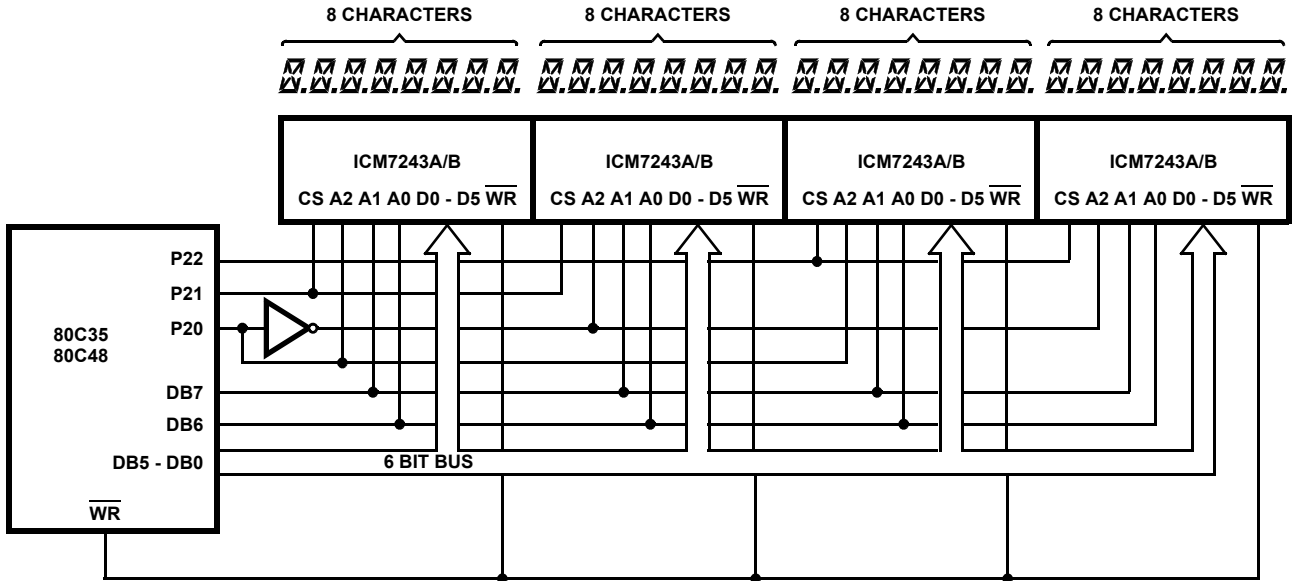 8 CHARACTERS 8 CHARACTERS 8 CHARACTERS 8 CHARACTERS
ICM7243A/B ICM7243A/B ICM7243A/B ICM7243A/B
CS A2 A1 A0 D0 - D5 WR CS A2 A1 A0 D0 - D5 WR CS A2 A1 A0 D0 - D5 WR CS A2 A1 A0 D0 - D5 WR
P22
P21
P20
80C35
80C48
DB7
DB6
DB5 - DB0
6 BIT BUS
WR